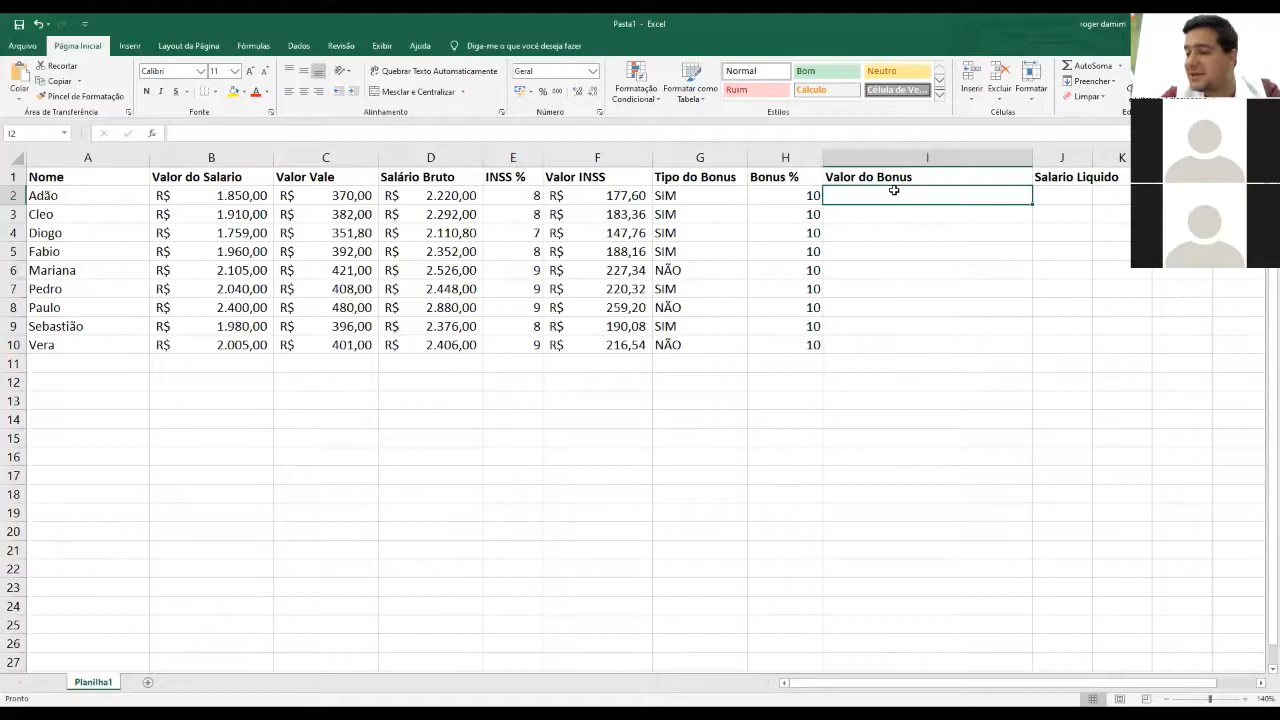 Pasta1 - Excel
roger damim
Arquivo Página Inicial Inserir Layout da Página Fórmulas Dados Revisão Exibir Ajuda Diga-me o que você deseja fazer
Recortar
Copiar
Pincel de Formatação
Colar
Área de Transferência
Calibri 11
N I S
Fonte
Quebrar Texto Automaticamente
Mesclar e Centralizar
Alinhamento
Geral
% 000
Número
Formatação Condicional
Formatar como Tabela
Normal Bom Neutro
Ruim Cálculo Célula de Ve...
Estilos
Inserir Excluir Formatar
Células
AutoSoma
Preencher
Limpar
I2
fx
A B C D E F G H I J K
1 Nome Valor do Salario Valor Vale Salário Bruto INSS % Valor INSS Tipo do Bonus Bonus % Valor do Bonus Salario Liquido
2 Adão R$ 1.850,00 R$ 370,00 R$ 2.220,00 8 R$ 177,60 SIM 10
3 Cleo R$ 1.910,00 R$ 382,00 R$ 2.292,00 8 R$ 183,36 SIM 10
4 Diogo R$ 1.759,00 R$ 351,80 R$ 2.110,80 7 R$ 147,76 SIM 10
5 Fabio R$ 1.960,00 R$ 392,00 R$ 2.352,00 8 R$ 188,16 SIM 10
6 Mariana R$ 2.105,00 R$ 421,00 R$ 2.526,00 9 R$ 227,34 NÃO 10
7 Pedro R$ 2.040,00 R$ 408,00 R$ 2.448,00 9 R$ 220,32 SIM 10
8 Paulo R$ 2.400,00 R$ 480,00 R$ 2.880,00 9 R$ 259,20 NÃO 10
9 Sebastião R$ 1.980,00 R$ 396,00 R$ 2.376,00 8 R$ 190,08 SIM 10
10 Vera R$ 2.005,00 R$ 401,00 R$ 2.406,00 9 R$ 216,54 NÃO 10
11
12
13
14
15
16
17
18
19
20
21
22
23
24
25
26
27
Planilha1
Pronto
140%